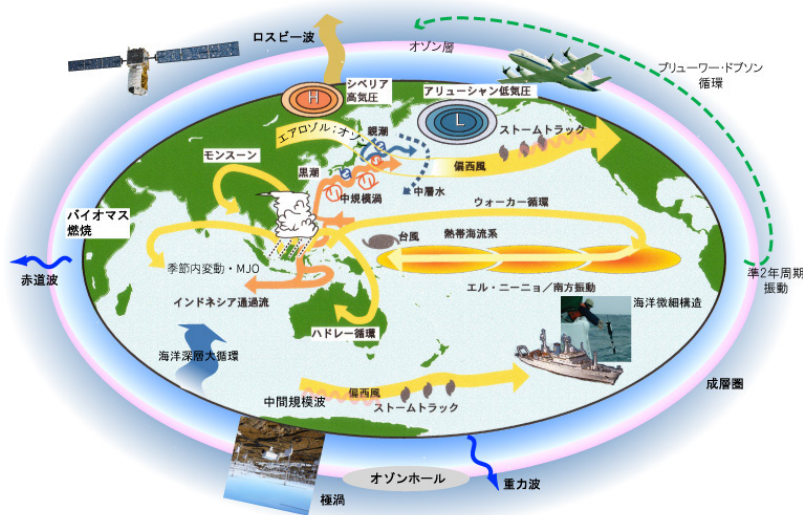 ロスビー波
オゾン層
ブリューワー・ドブソン
循環
シベリア
高気圧
H
アリューシャン低気圧
L
エアロゾル;オゾン
親潮
ストームトラック
モンスーン
黒潮
偏西風
中規模渦
中層水
バイオマス
燃焼
ウォーカー循環
台風
熱帯海流系
赤道波
季節内変動・MJO
準2年周期
振動
エル・ニーニョ/南方振動
インドネシア通過流
海洋微細構造
ハドレー循環
海洋深層大循環
成層圏
偏西風
中間規模波
ストームトラック
オゾンホール
重力波
極渦